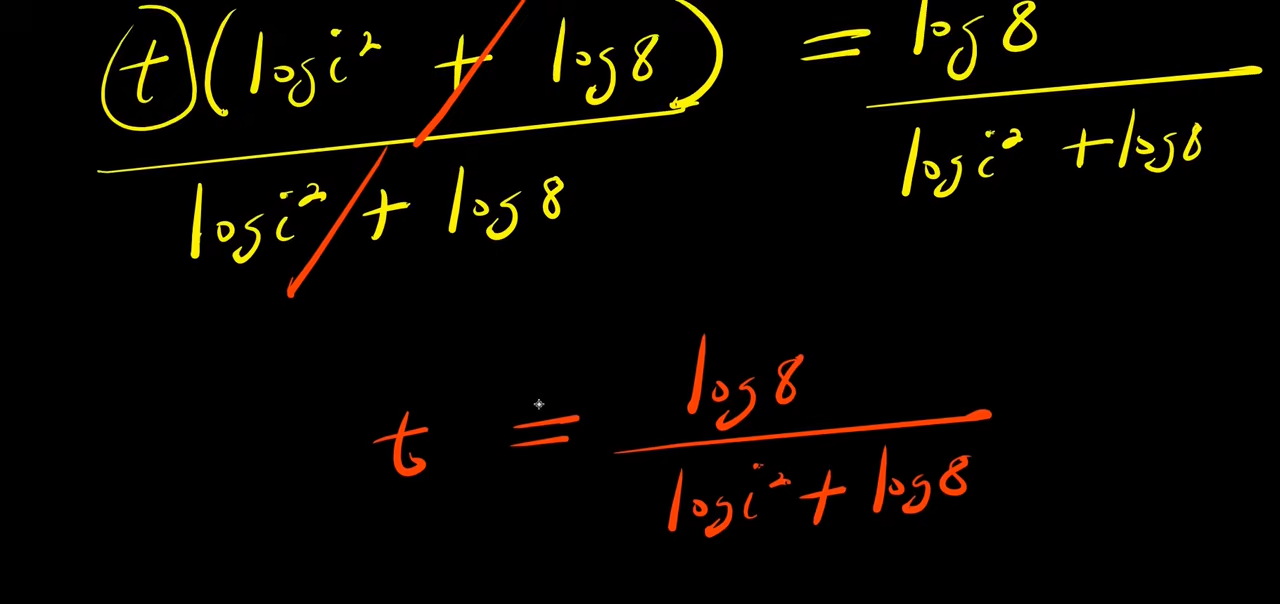 t (log i² + log 8) / (log i² + log 8) = log 8 / (log i² + log 8)
t = log 8 / (log i² + log 8)